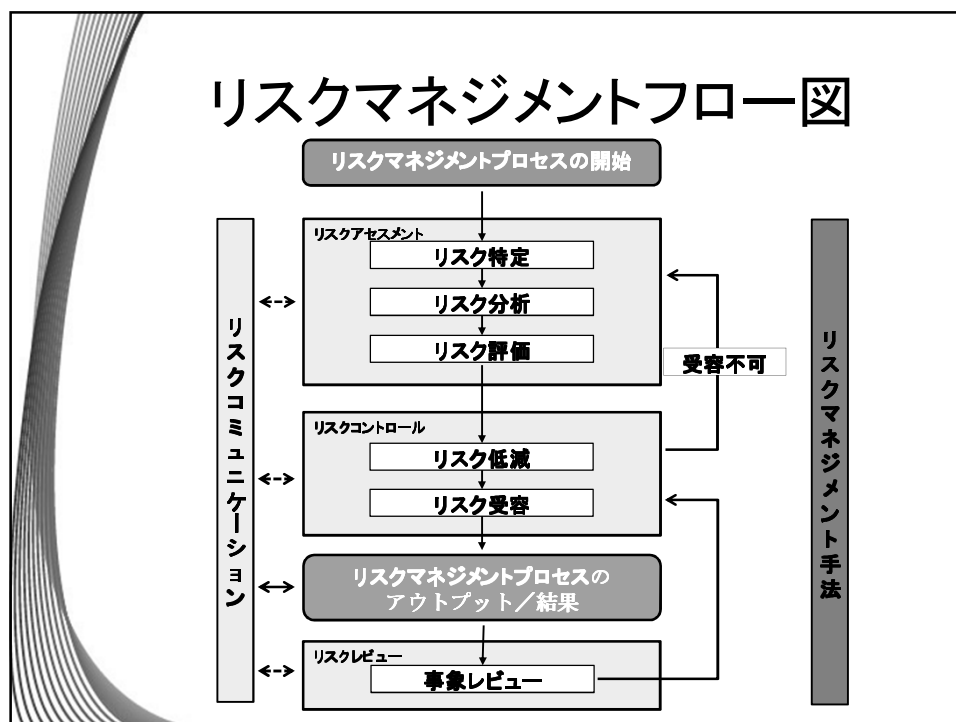 リスクマネジメントフロー図
リスクマネジメントプロセスの開始
リスクアセスメント
リスク特定
リスク分析
リスク評価
受容不可
リスクコントロール
リスク低減
リスク受容
リスクマネジメントプロセスの
アウトプット／結果
リスクレビュー
事象レビュー
リスクコミュニケーション
リスクマネジメント手法